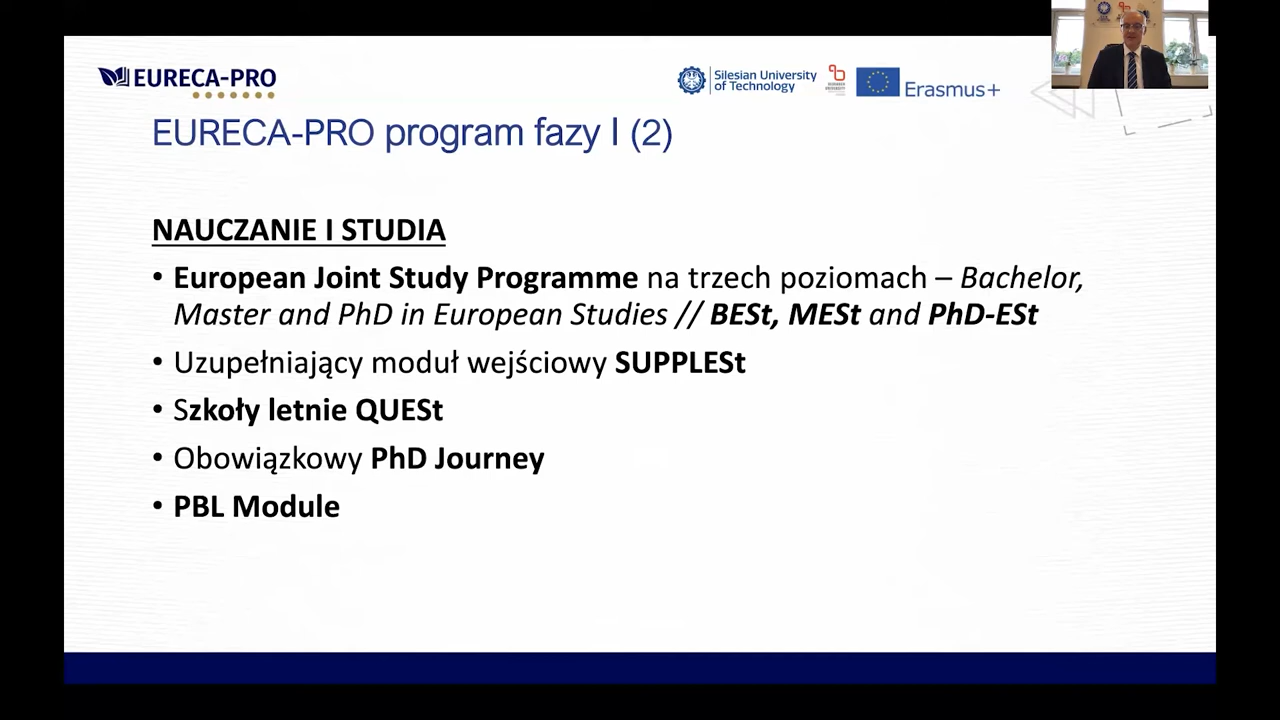 EURECA-PRO
Silesian University
of Technology
Erasmus+
EURECA-PRO program fazy I (2)
NAUCZANIE I STUDIA
• European Joint Study Programme na trzech poziomach – Bachelor,
Master and PhD in European Studies // BESt, MESt and PhD-ESt
• Uzupełniający moduł wejściowy SUPPLESt
• Szkoły letnie QUESt
• Obowiązkowy PhD Journey
• PBL Module